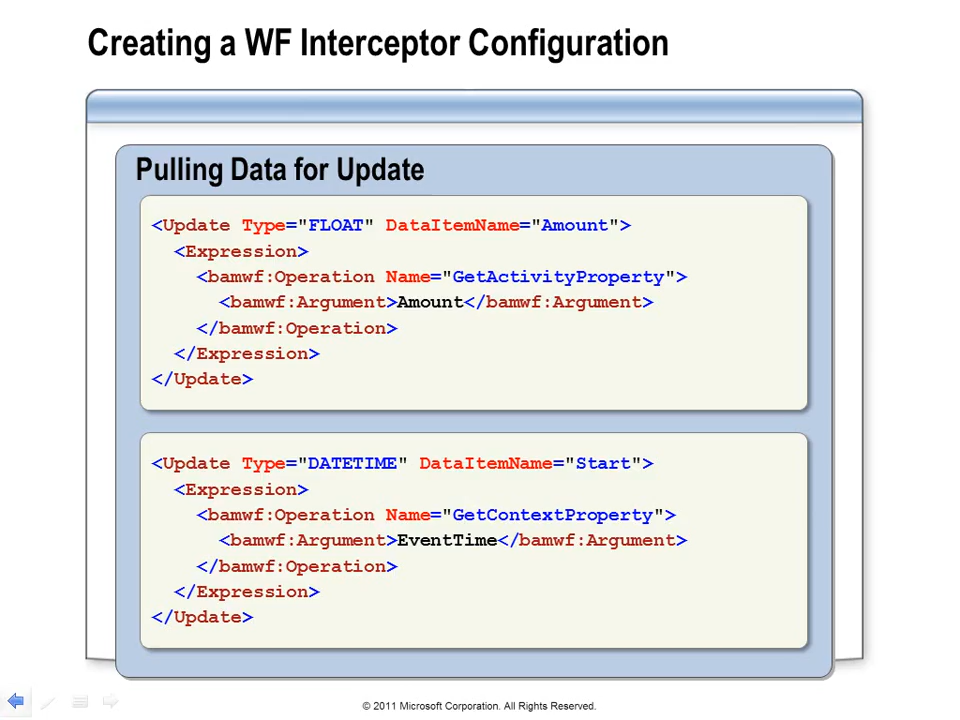 Creating a WF Interceptor Configuration
Pulling Data for Update
<Update Type="FLOAT" DataItemName="Amount">
  <Expression>
    <bamwf:Operation Name="GetActivityProperty">
      <bamwf:Argument>Amount</bamwf:Argument>
    </bamwf:Operation>
  </Expression>
</Update>
<Update Type="DATETIME" DataItemName="Start">
  <Expression>
    <bamwf:Operation Name="GetContextProperty">
      <bamwf:Argument>EventTime</bamwf:Argument>
    </bamwf:Operation>
  </Expression>
</Update>
© 2011 Microsoft Corporation. All Rights Reserved.